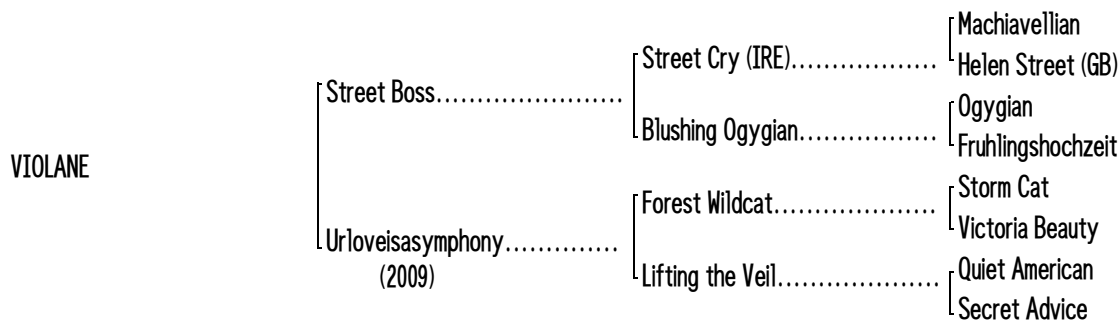 Machiavellian
Street Cry (IRE)..................
Helen Street (GB)
Street Boss.......................
Ogygian
Blushing Ogygian.................
Fruhlingshochzeit
VIOLANE
Storm Cat
Forest Wildcat....................
Victoria Beauty
Urloveisasymphony..............
(2009)
Quiet American
Lifting the Veil....................
Secret Advice